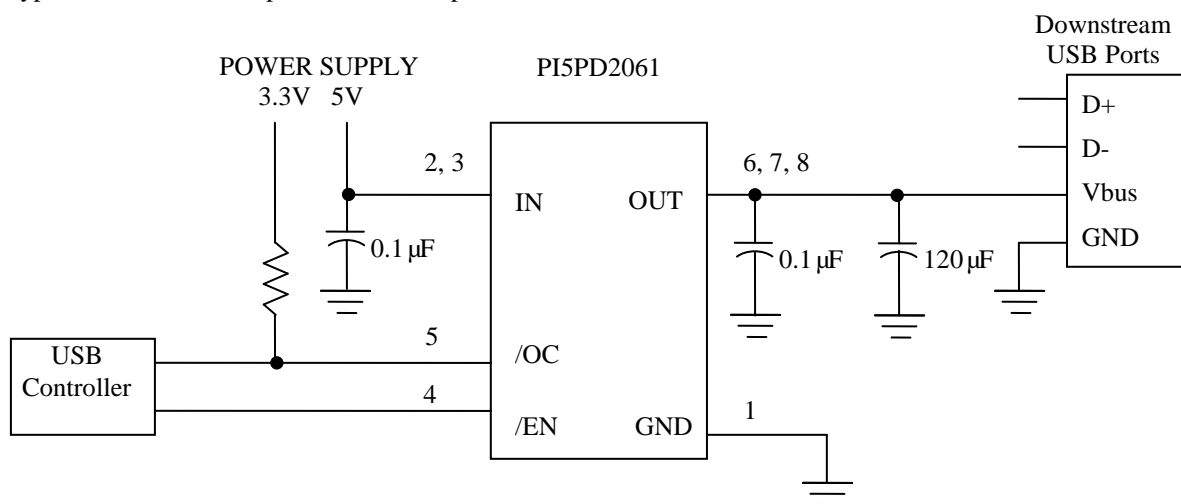 Downstream
USB Ports
POWER SUPPLY
3.3V 5V
PI5PD2061
D+
D-
Vbus
GND
2, 3
IN
OUT
6, 7, 8
0.1 µF
0.1 µF
120 µF
USB
Controller
5
/OC
4
/EN
GND
1